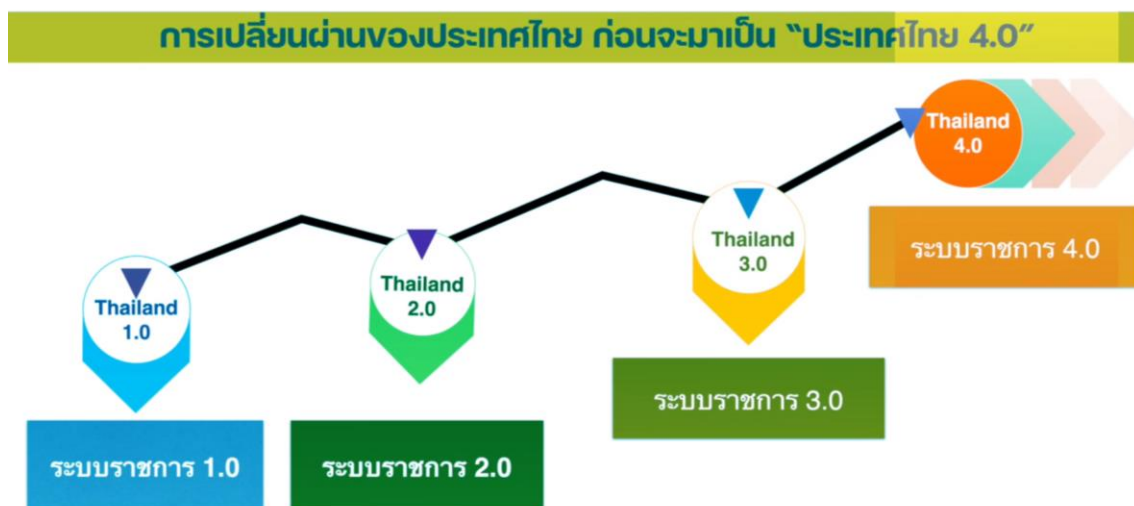 การเปลี่ยนผ่านของประเทศไทย ก่อนจะมาเป็น “ประเทศไทย 4.0”
Thailand
1.0
ระบบราชการ 1.0
Thailand
2.0
ระบบราชการ 2.0
Thailand
3.0
ระบบราชการ 3.0
Thailand
4.0
ระบบราชการ 4.0